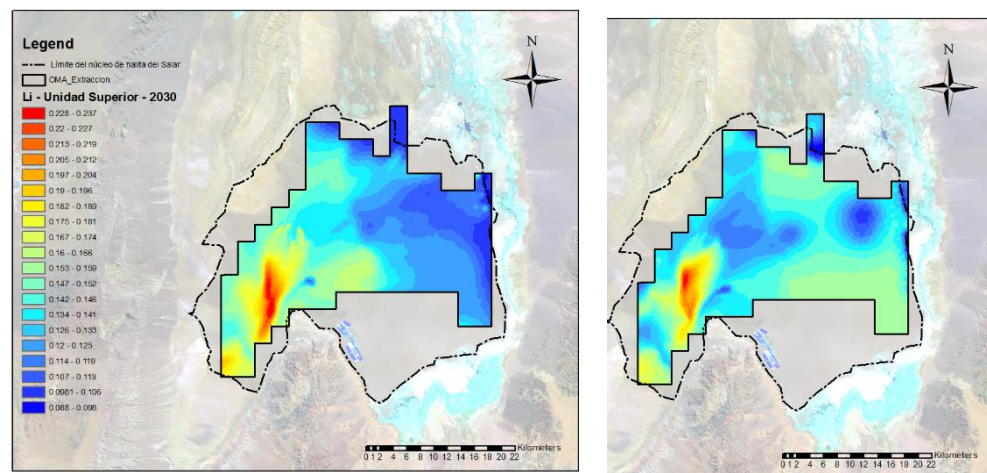 Legend
Límite del núcleo de halita del Salar
OMA_Extraccion
Li - Unidad Superior - 2030
0.228 - 0.237
0.22 - 0.227
0.213 - 0.219
0.205 - 0.212
0.197 - 0.204
0.19 - 0.196
0.182 - 0.189
0.175 - 0.181
0.167 - 0.174
0.16 - 0.166
0.153 - 0.159
0.147 - 0.152
0.142 - 0.146
0.134 - 0.141
0.126 - 0.133
0.12 - 0.125
0.114 - 0.119
0.107 - 0.113
0.0981 - 0.106
0.088 - 0.098
N
Kilometers
0 1 2 4 6 8 10 12 14 16 18 20 22
N
Kilometers
0 1 2 4 6 8 10 12 14 16 18 20 22